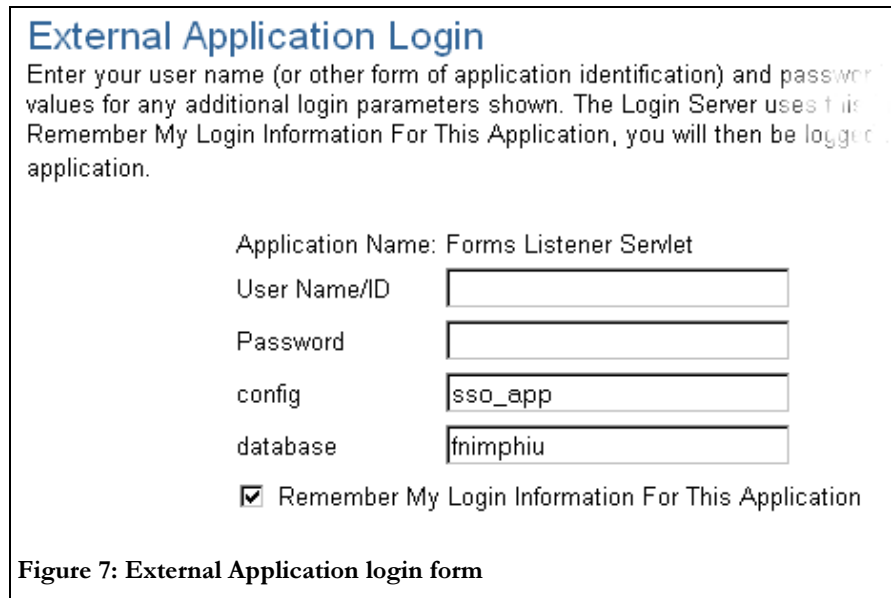 External Application Login
Enter your user name (or other form of application identification) and
values for any additional login parameters shown. The Login Server uses
Remember My Login Information For This Application, you will then be logged
application.
Application Name: Forms Listener Servlet
User Name/ID
Password
config sso_app
database fnimphiu
Remember My Login Information For This Application
Figure 7: External Application login form